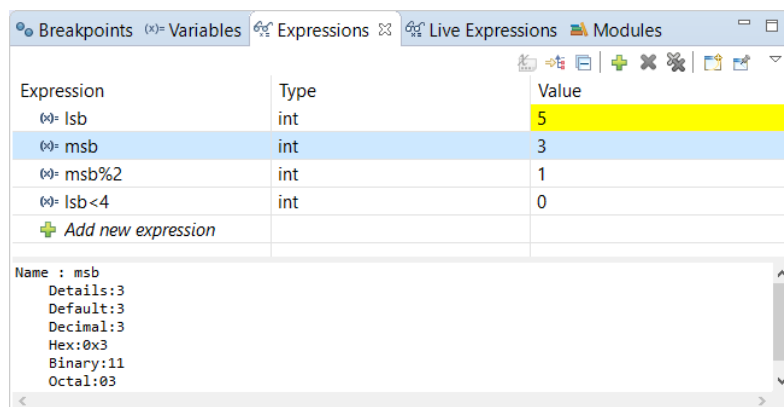 Breakpoints (x)= Variables Expressions Live Expressions Modules
Expression Type Value
(x)= lsb int 5
(x)= msb int 3
(x)= msb%2 int 1
(x)= lsb<4 int 0
Add new expression
Name : msb
Details:3
Default:3
Decimal:3
Hex:0x3
Binary:11
Octal:03